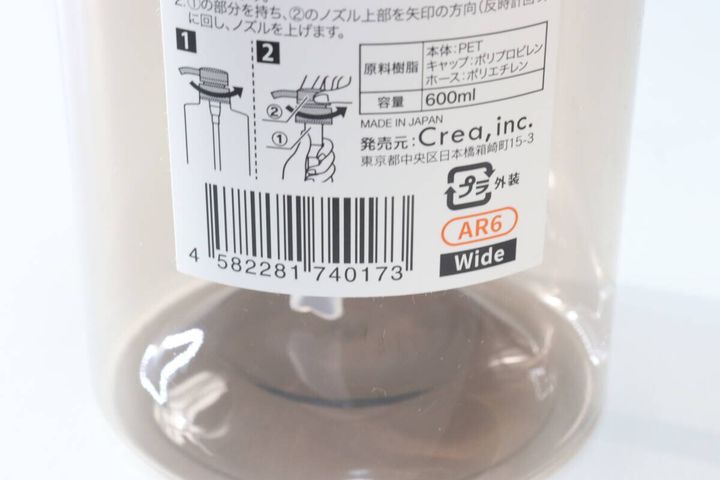 2.①の部分を持ち、②のノズル上部を矢印の方向(反時計回
に回し、ノズルを上げます。
1
2
②
①
原料樹脂
本体:PET
キャップ:ポリプロピレン
ホース:ポリエチレン
容量
600ml
MADE IN JAPAN
発売元:Crea,inc.
東京都中央区日本橋箱崎町15-3
プラ 外装
AR6
Wide
4 582281 740173